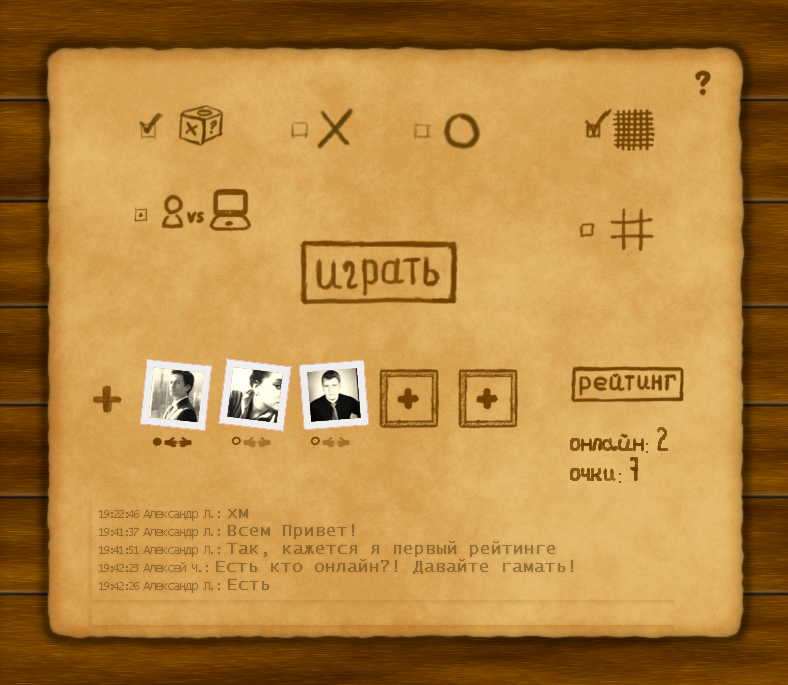 ?
X ?
vs
играть
рейтинг
онлайн: 2
очки: 7
19:22:46 Александр Л.: хм
19:41:37 Александр Л.: Всем Привет!
19:41:51 Александр Л.: Так, кажется я первый рейтинге
19:42:23 Алексей Ч.: Есть кто онлайн?! Давайте гамать!
19:42:26 Александр Л.: Есть